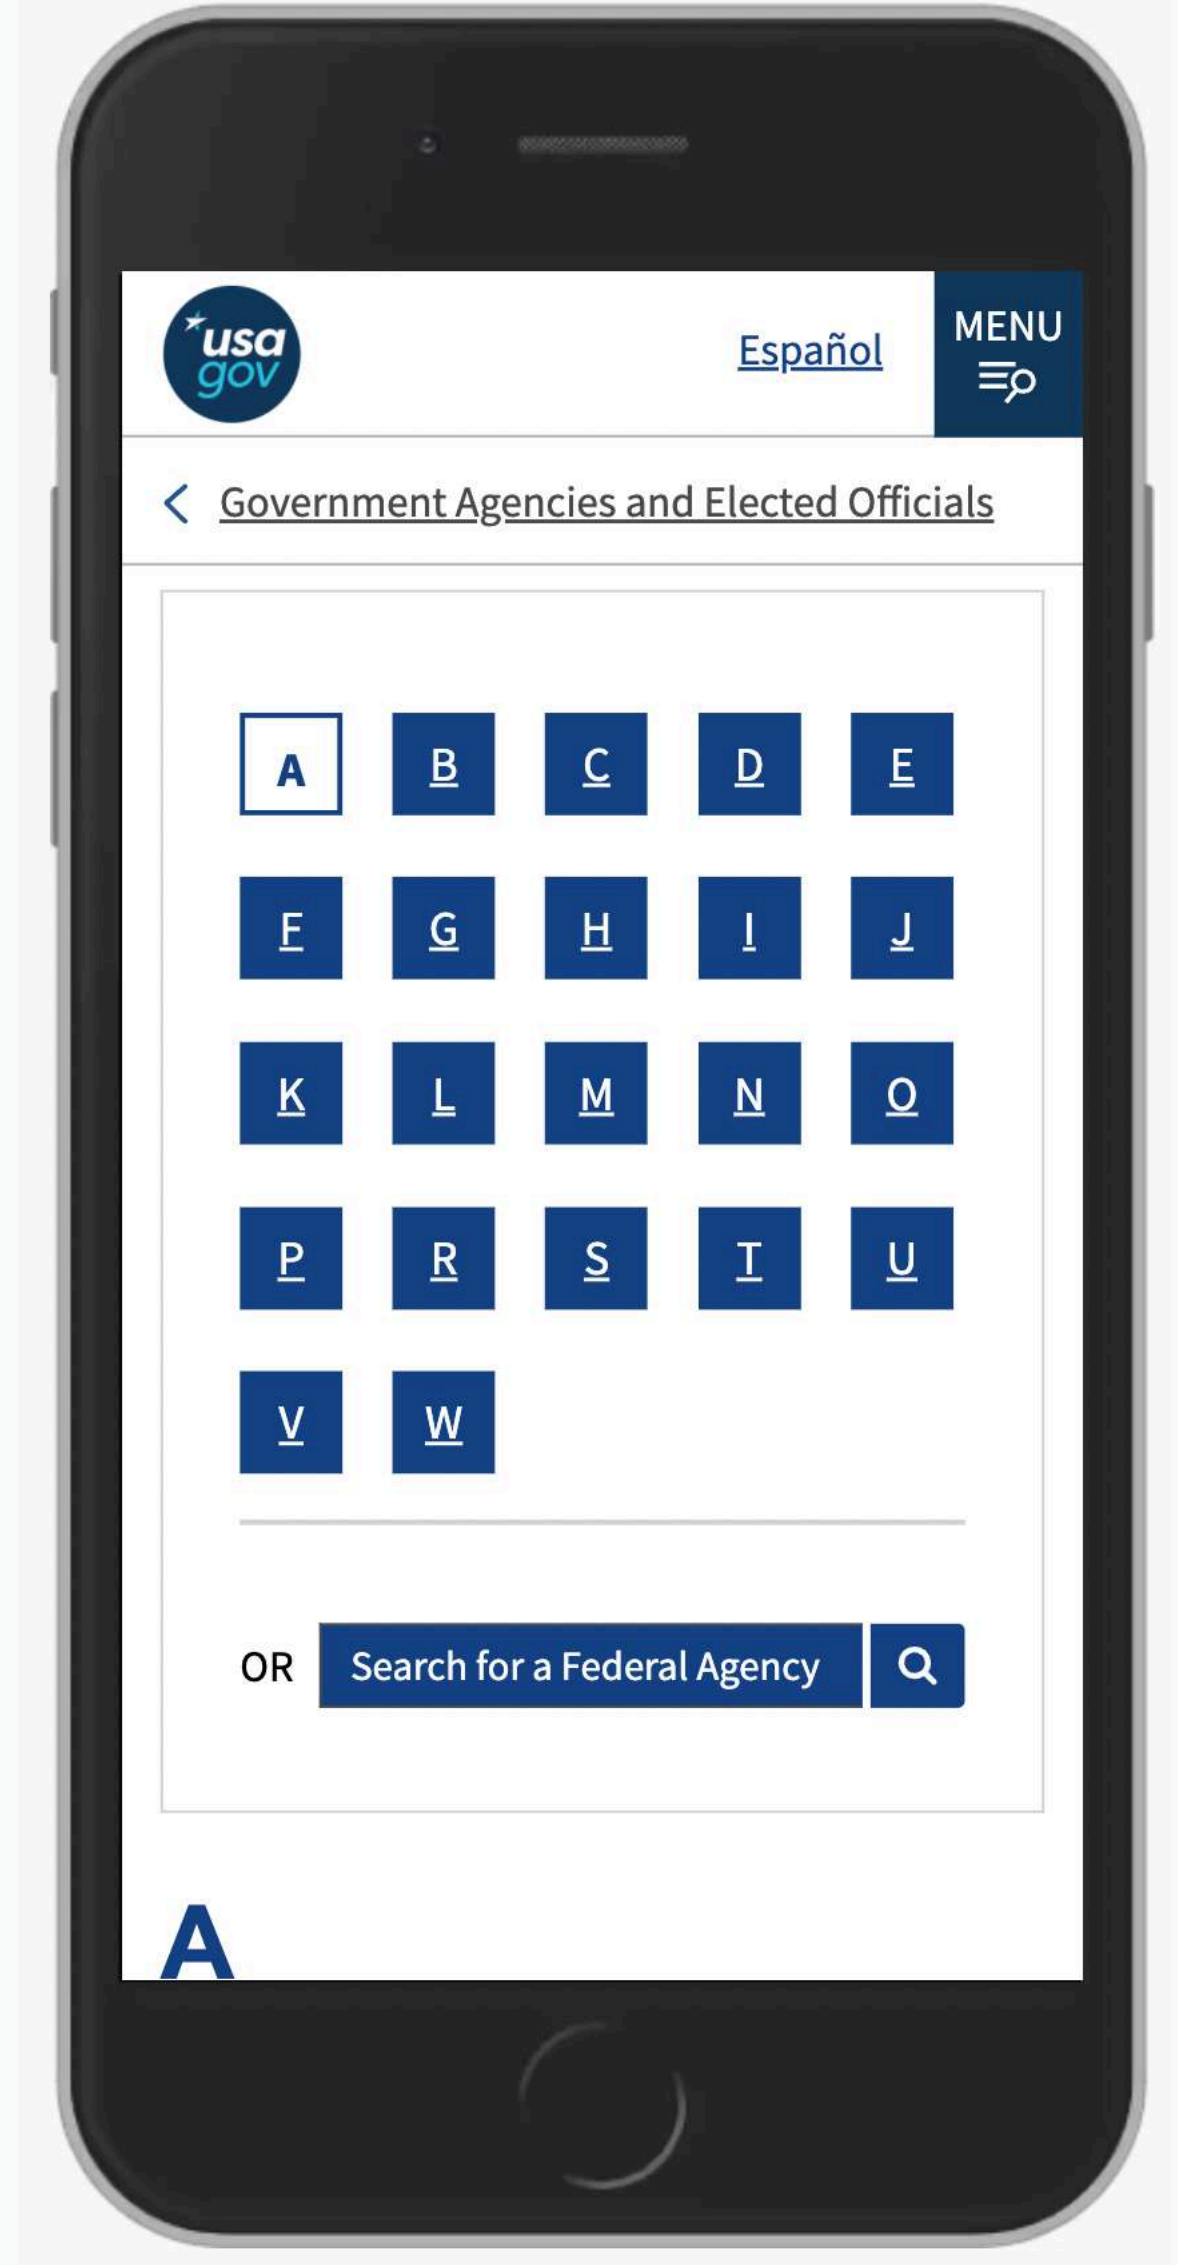 usa
gov
Español
MENU
Government Agencies and Elected Officials
A B C D E
F G H I J
K L M N O
P R S T U
V W
OR Search for a Federal Agency
A